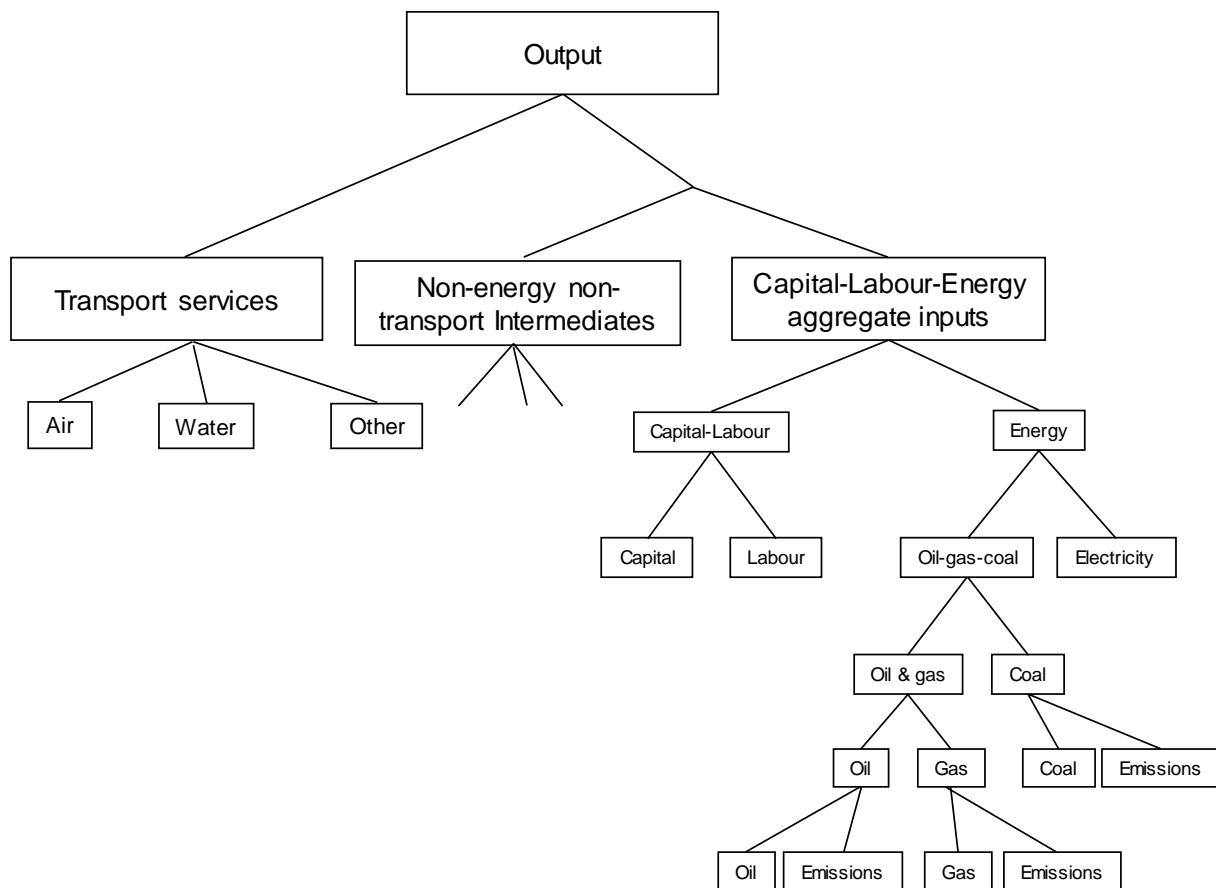 Output
Transport services
Non-energy non-
transport Intermediates
Capital-Labour-Energy
aggregate inputs
Air
Water
Other
Capital-Labour
Energy
Capital
Labour
Oil-gas-coal
Electricity
Oil & gas
Coal
Oil
Gas
Coal
Emissions
Oil
Emissions
Gas
Emissions